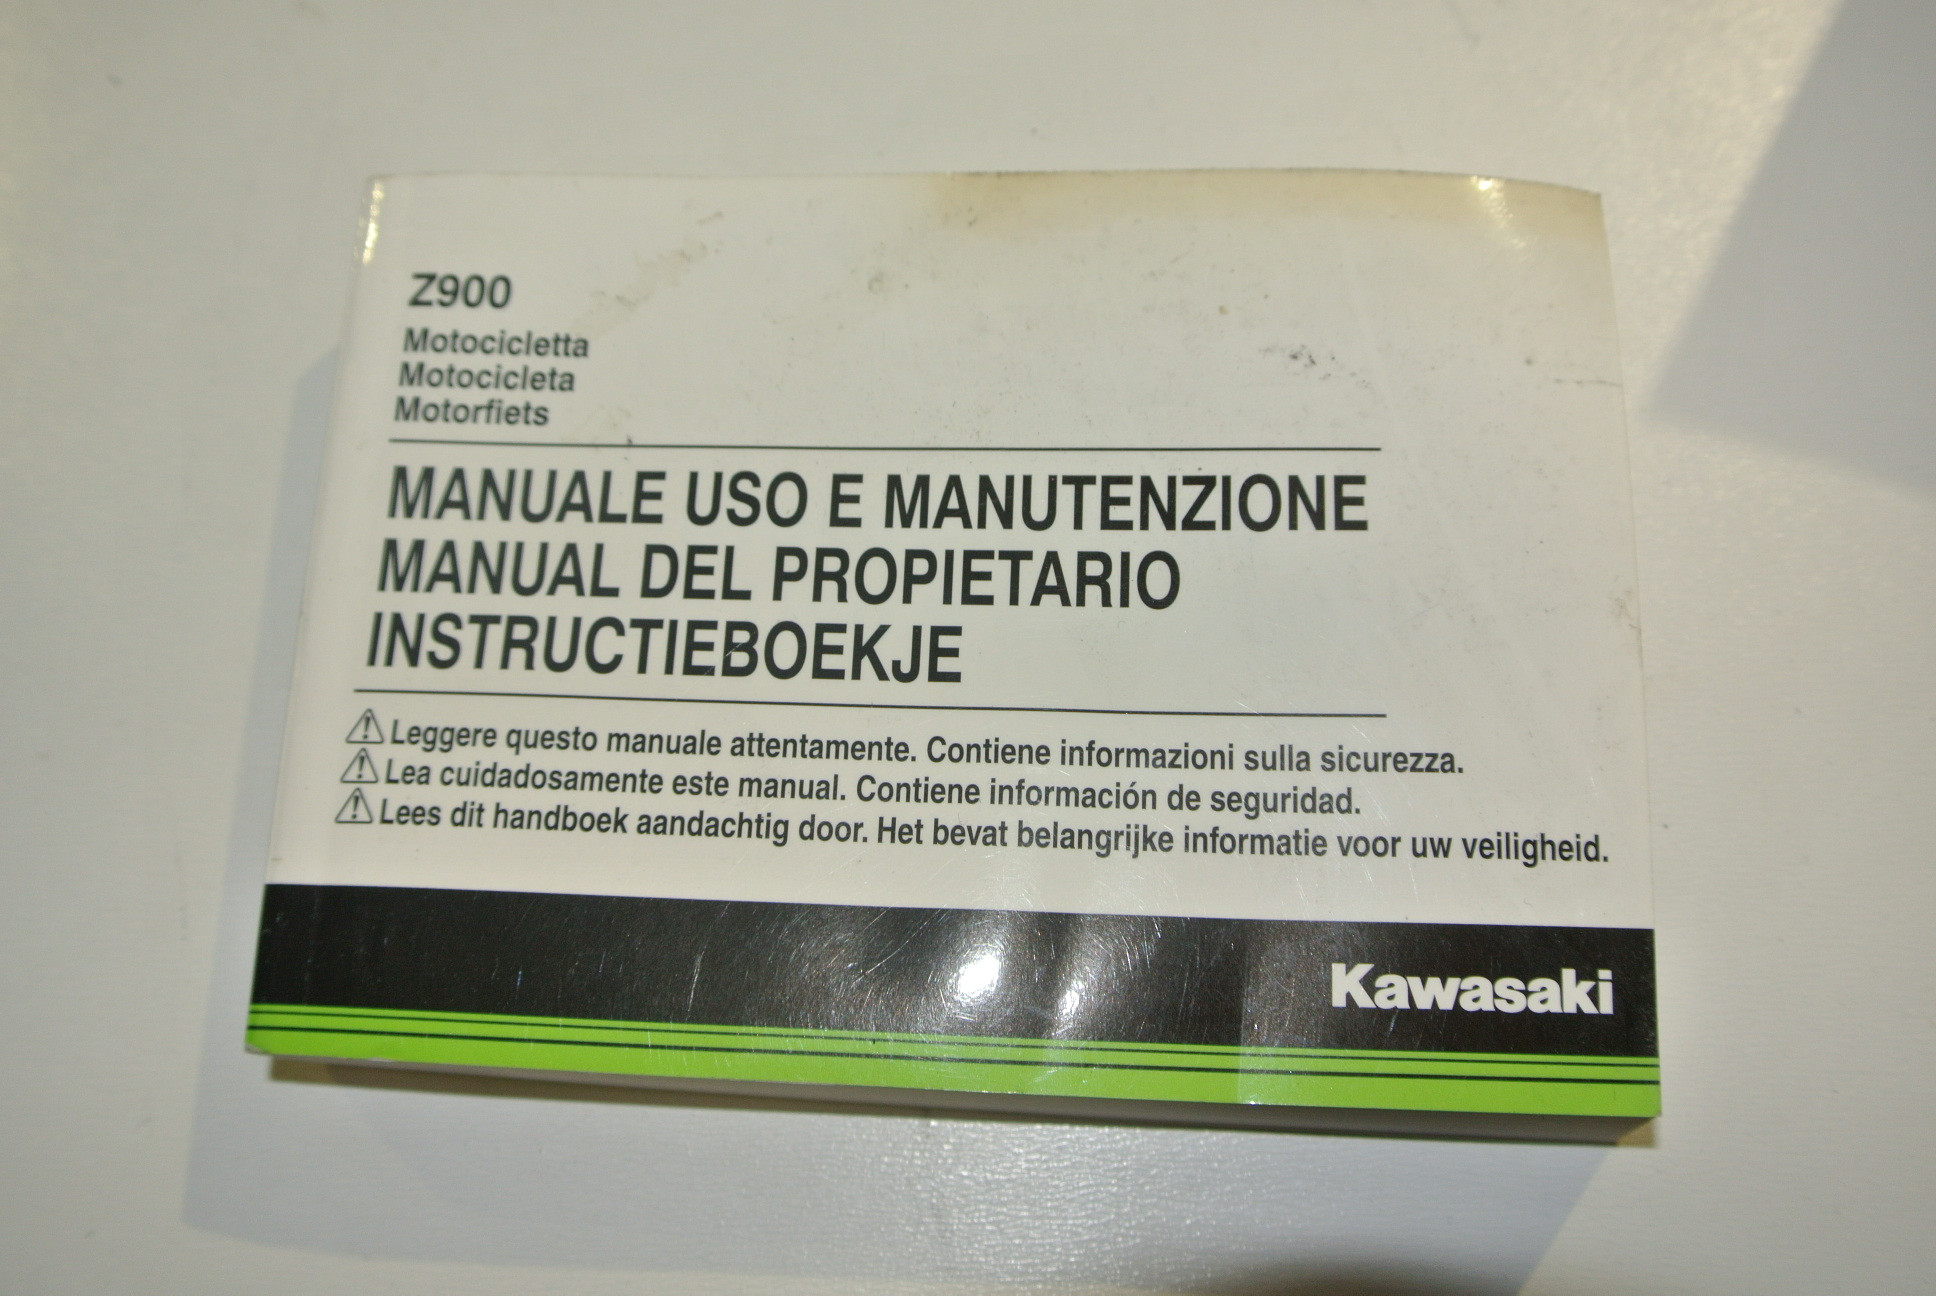 Z900
Motocicletta
Motocicleta
Motorfiets
MANUALE USO E MANUTENZIONE
MANUAL DEL PROPIETARIO
INSTRUCTIEBOEKJE
Leggere questo manuale attentamente. Contiene informazioni sulla sicurezza.
Lea cuidadosamente este manual. Contiene información de seguridad.
Lees dit handboek aandachtig door. Het bevat belangrijke informatie voor uw veiligheid.
Kawasaki